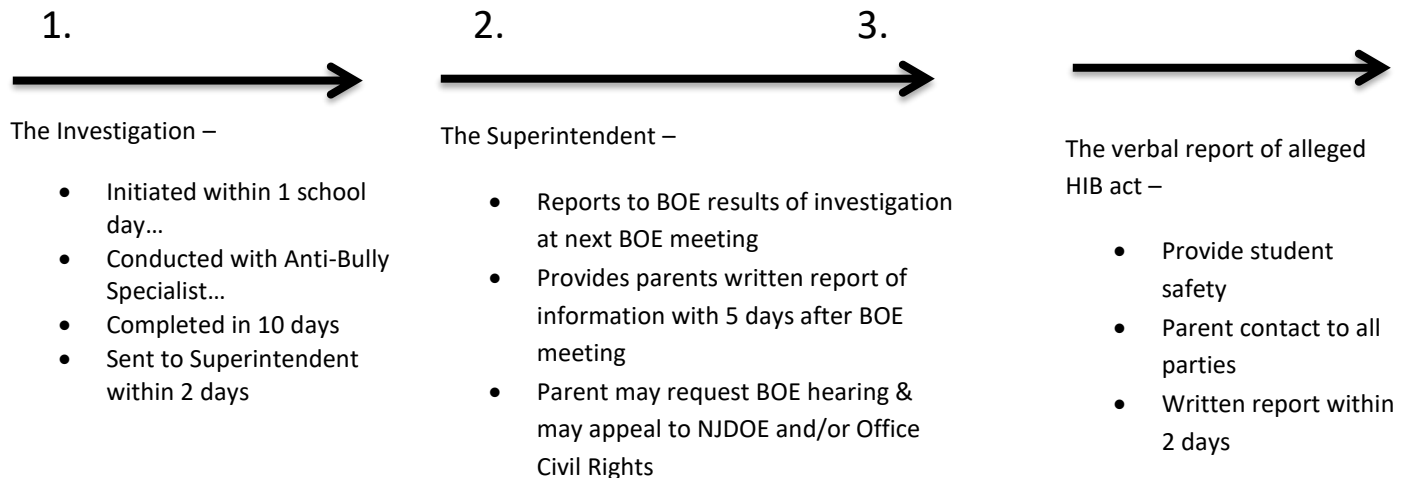 1.
2.
3.
The Investigation –
• Initiated within 1 school
day…
• Conducted with Anti-Bully
Specialist…
• Completed in 10 days
• Sent to Superintendent
within 2 days
The Superintendent –
• Reports to BOE results of investigation
at next BOE meeting
• Provides parents written report of
information with 5 days after BOE
meeting
• Parent may request BOE hearing &
may appeal to NJDOE and/or Office
Civil Rights
The verbal report of alleged
HIB act –
• Provide student
safety
• Parent contact to all
parties
• Written report within
2 days